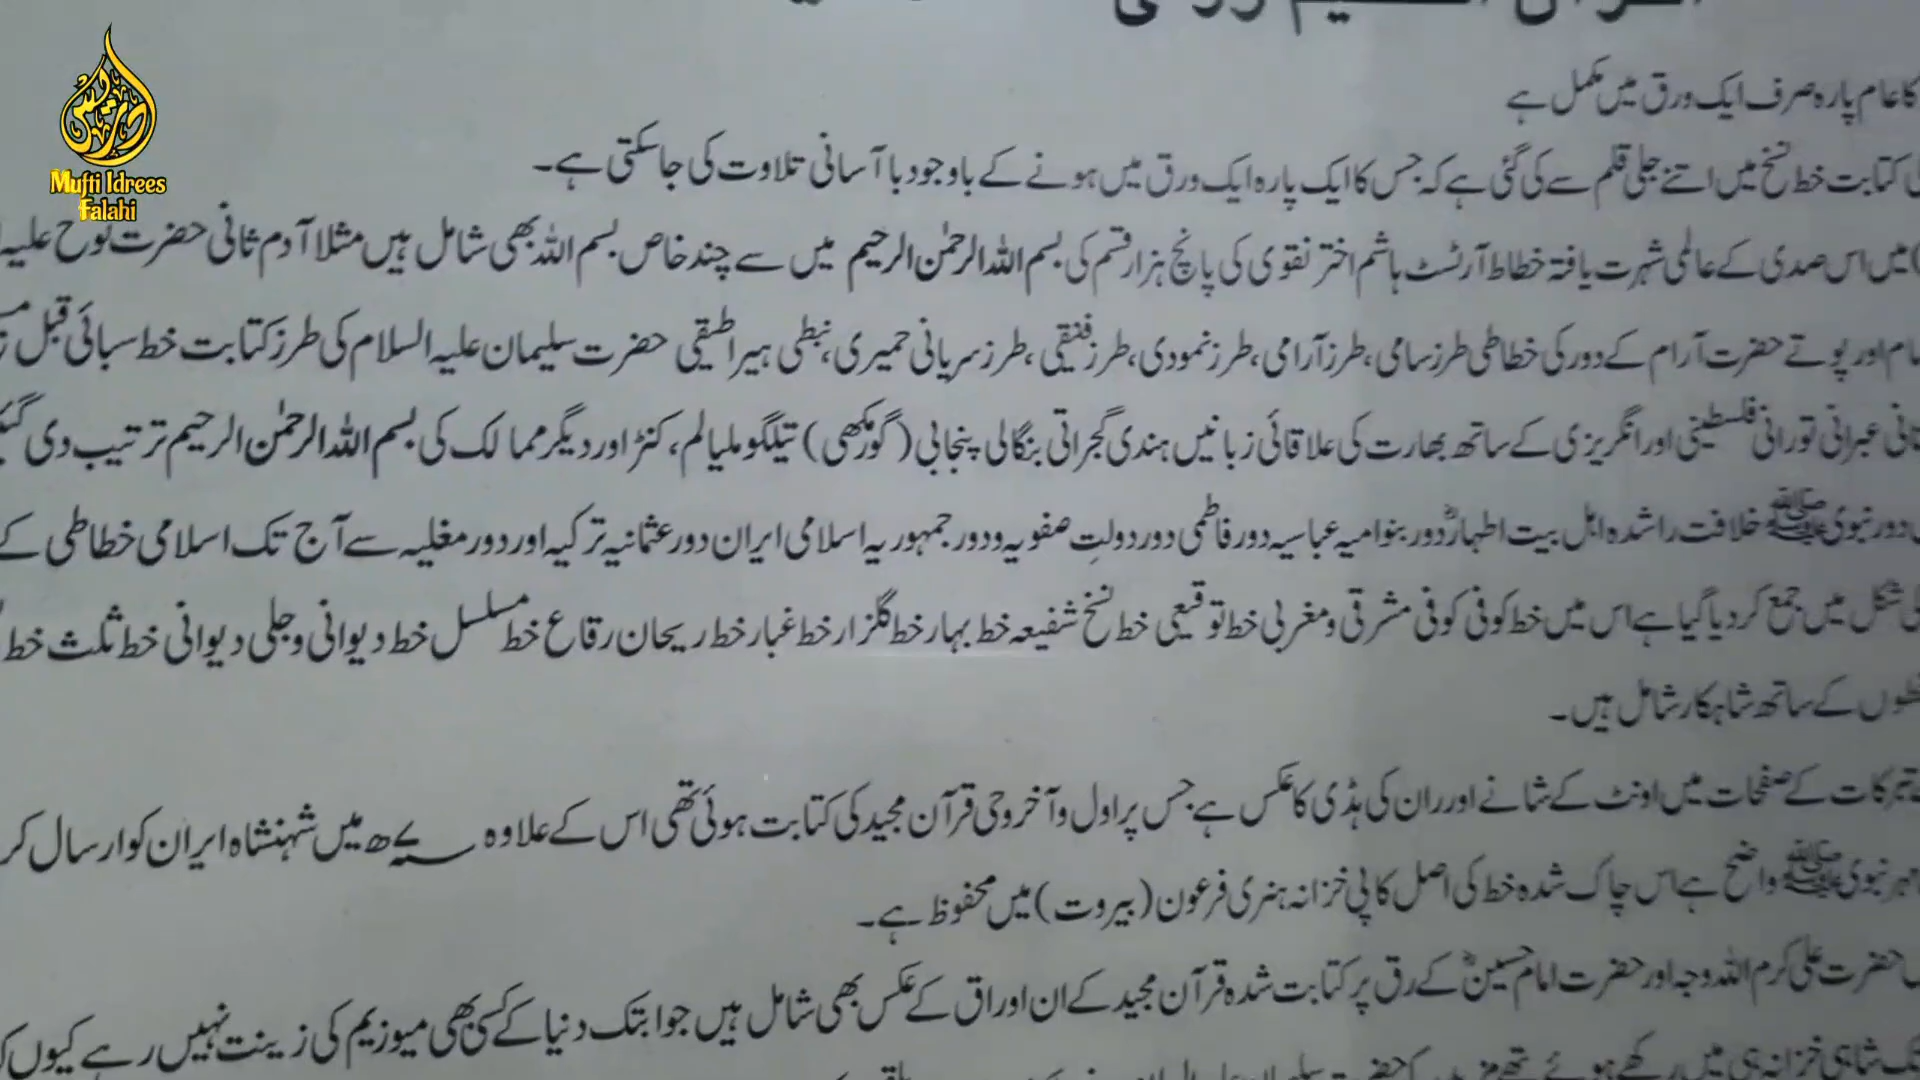 کا عام پارہ صرف ایک ورق میں مکمل ہے
کتابت خط نسخ میں اتنے جلی قلم سے کی گئی ہے کہ جس کا ایک پارہ ایک ورق میں ہونے کے باوجود با آسانی تلاوت کی جاسکتی ہے۔
میں اس صدی کے عالمی شہرت یافتہ خطاط آرٹسٹ ہاشم اختر نقوی کی پانچ ہزار قسم کی بسم اللہ الرحمٰن الرحیم میں سے چند خاص بسم اللہ بھی شامل ہیں مثلا آدم ثانی حضرت نوح علیہ
اور پوتے حضرت آرام کے دور کی خطاطی طرز سامی، طرز آرامی، طرز نمودی، طرز فنقیی، طرز سریانی حمیری، نبطی ہیراطیقی حضرت سلیمان علیہ السلام کی طرز کتابت خط سبائی قبل
عبرانی تورانی فلسطینی اور انگریزی کے ساتھ بھارت کی علاقائی زبانیں ہندی گجراتی بنگالی پنجابی (گورمکھی) تیلگو ملیالم، کنڑ اور دیگر ممالک کی بسم اللہ الرحمٰن الرحیم ترتیب دی گئی
دور نبوی ﷺ خلافت راشدہ اہل بیت اطہارؓ دور بنو امیہ عباسیہ دور فاطمی دور دولتِ صفویہ و دور جمہوریہ اسلامی ایران دور عثمانیہ ترکیہ اور دور مغلیہ سے آج تک اسلامی خطاطی کے
شکل میں جمع کر دیا گیا ہے اس میں خط کوفی کوفی مشرقی و مغربی خط توقیعی خط نسخ شفیعہ خط بہار خط گلزار خط غبار خط ریحان رقاع خط مسلسل خط دیوانی و جلی دیوانی خط ثلث خط
کے ساتھ شاہکار شامل ہیں۔
تبرکات کے صفحات میں اونٹ کے شانے اور ران کی ہڈی کا عکس ہے جس پر اول و آخر وحی قرآن مجید کی کتابت ہوئی تھی اس کے علاوہ ۷ھ میں شہنشاہ ایران کو ارسال کر
مہر نبوی ﷺ واضح ہے اس چاک شدہ خط کی اصل کاپی خزانہ ہنری فرعون (بیروت) میں محفوظ ہے۔
حضرت علی کرم اللہ وجہ اور حضرت امام حسینؓ کے رق پر کتابت شدہ قرآن مجید کے ان اوراق کے عکس بھی شامل ہیں جو ابتک دنیا کے کسی بھی میوزیم کی زینت نہیں رہے کیوں
شاہی خزانہ ہی میں رکھے ہوئے تھے
Mufti Idrees
Falahi